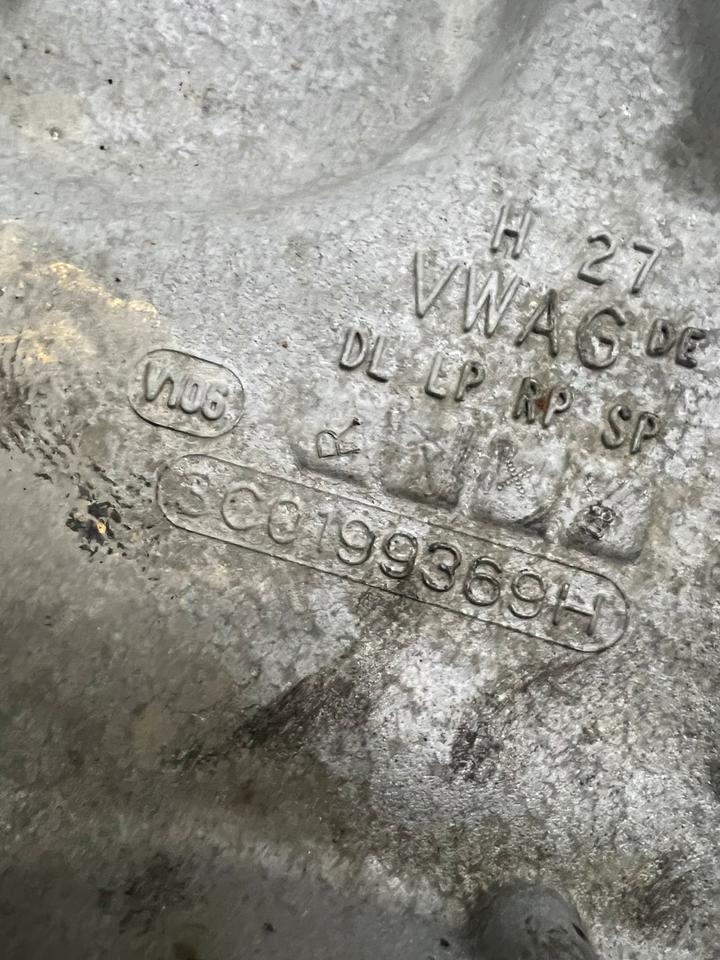 H 27
VWAG DE
DL LP RP SP
V106
R
3C0199369H